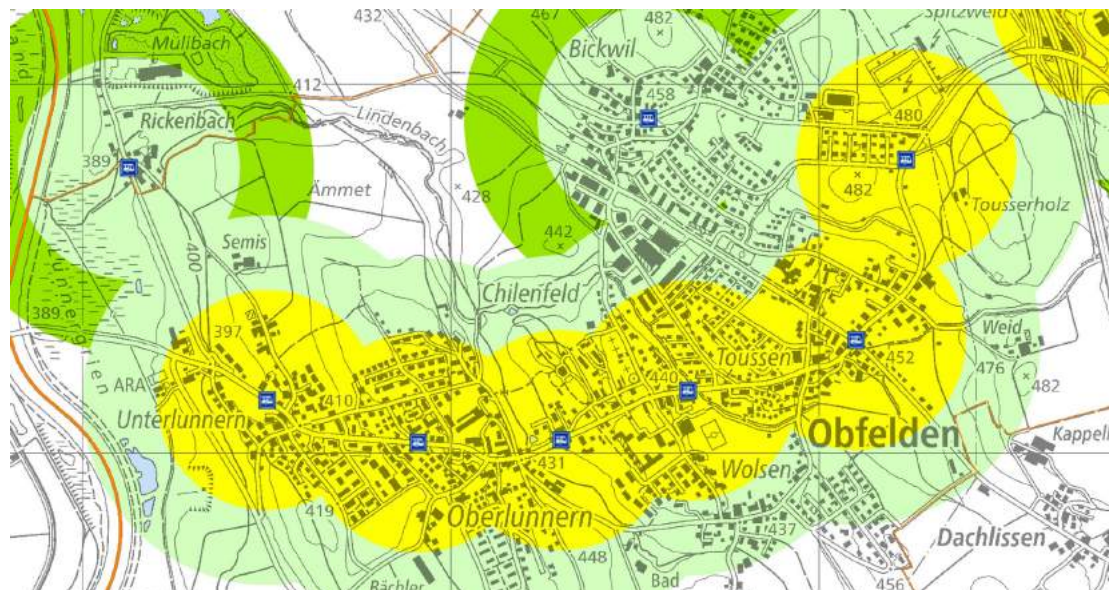 432
467
482
Spitzweid
Mülibach
Bickwil
412
458
Rickenbach
Lindenbach
480
389
Ämmet
428
482
Tousserholz
Semis
442
400
Chilenfeld
389
Lunnergrien
397
Toussen
452
Weid
476
482
ARA
410
440
Unterlunnern
Obfelden
Kappel
431
Wolsen
419
Oberlunnern
437
Dachlissen
448
Bächler
Bad
456